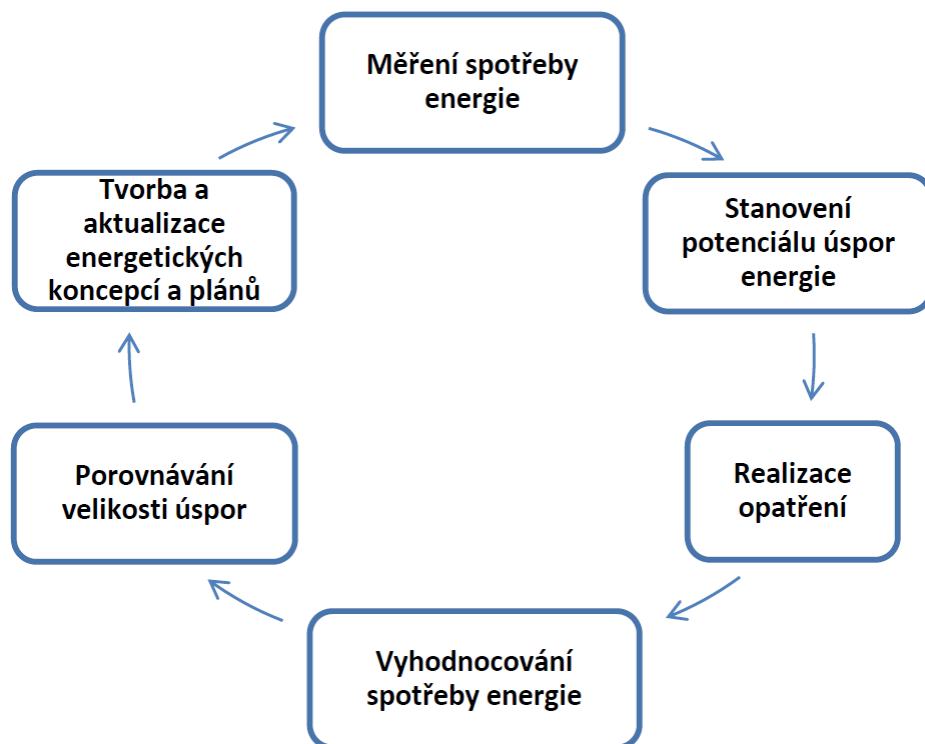 Měření spotřeby
energie
Stanovení
potenciálu úspor
energie
Realizace
opatření
Vyhodnocování
spotřeby energie
Porovnávání
velikosti úspor
Tvorba a
aktualizace
energetických
koncepcí a plánů